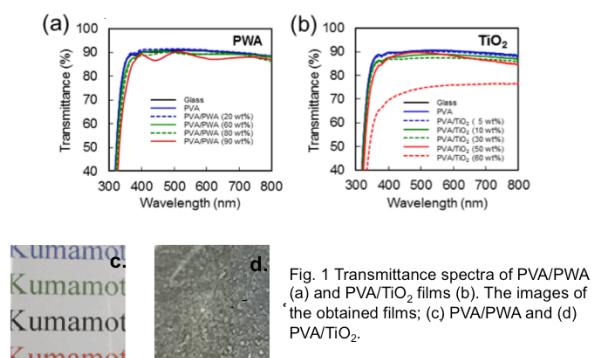 (a)
PWA
100
90
80
70
60
50
40
Transmittance (%)
Glass
PVA
PVA/PWA (20 wt%)
PVA/PWA (60 wt%)
PVA/PWA (80 wt%)
PVA/PWA (90 wt%)
300 400 500 600 700 800
Wavelength (nm)
(b)
TiO2
100
90
80
70
60
50
40
Transmittance (%)
Glass
PVA
PVA/TiO2 ( 5 wt%)
PVA/TiO2 (10 wt%)
PVA/TiO2 (30 wt%)
PVA/TiO2 (50 wt%)
PVA/TiO2 (60 wt%)
300 400 500 600 700 800
Wavelength (nm)
c.
Kumamot
Kumamot
Kumamot
Kumamot
d.
Fig. 1 Transmittance spectra of PVA/PWA
(a) and PVA/TiO2 films (b). The images of
the obtained films; (c) PVA/PWA and (d)
PVA/TiO2.